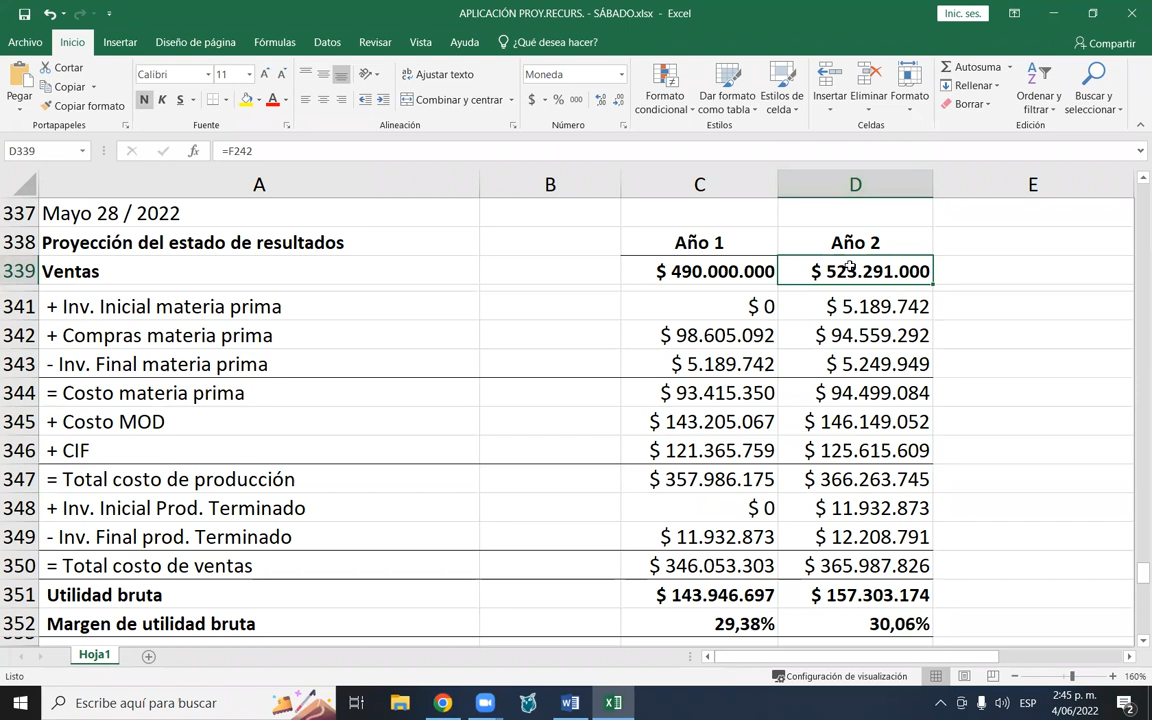 APLICACIÓN PROY.RECURS. - SÁBADO.xlsx - Excel
Inic. ses.
Archivo Inicio Insertar Diseño de página Fórmulas Datos Revisar Vista Ayuda ¿Qué desea hacer? Compartir
Pegar
Cortar
Copiar
Copiar formato
Portapapeles
Calibri 11
N K S
Fuente
Ajustar texto
Combinar y centrar
Alineación
Moneda
$ % 000
Número
Formato condicional
Dar formato como tabla
Estilos de celda
Estilos
Insertar Eliminar Formato
Celdas
Autosuma
Rellenar
Borrar
Ordenar y filtrar
Buscar y seleccionar
Edición
D339 fx =F242
A B C D E
337 Mayo 28 / 2022
338 Proyección del estado de resultados Año 1 Año 2
339 Ventas $ 490.000.000 $ 523.291.000
341 + Inv. Inicial materia prima $ 0 $ 5.189.742
342 + Compras materia prima $ 98.605.092 $ 94.559.292
343 - Inv. Final materia prima $ 5.189.742 $ 5.249.949
344 = Costo materia prima $ 93.415.350 $ 94.499.084
345 + Costo MOD $ 143.205.067 $ 146.149.052
346 + CIF $ 121.365.759 $ 125.615.609
347 = Total costo de producción $ 357.986.175 $ 366.263.745
348 + Inv. Inicial Prod. Terminado $ 0 $ 11.932.873
349 - Inv. Final prod. Terminado $ 11.932.873 $ 12.208.791
350 = Total costo de ventas $ 346.053.303 $ 365.987.826
351 Utilidad bruta $ 143.946.697 $ 157.303.174
352 Margen de utilidad bruta 29,38% 30,06%
Hoja1
Listo
Configuración de visualización
160%
Escribe aquí para buscar
ESP
2:45 p. m.
4/06/2022
2